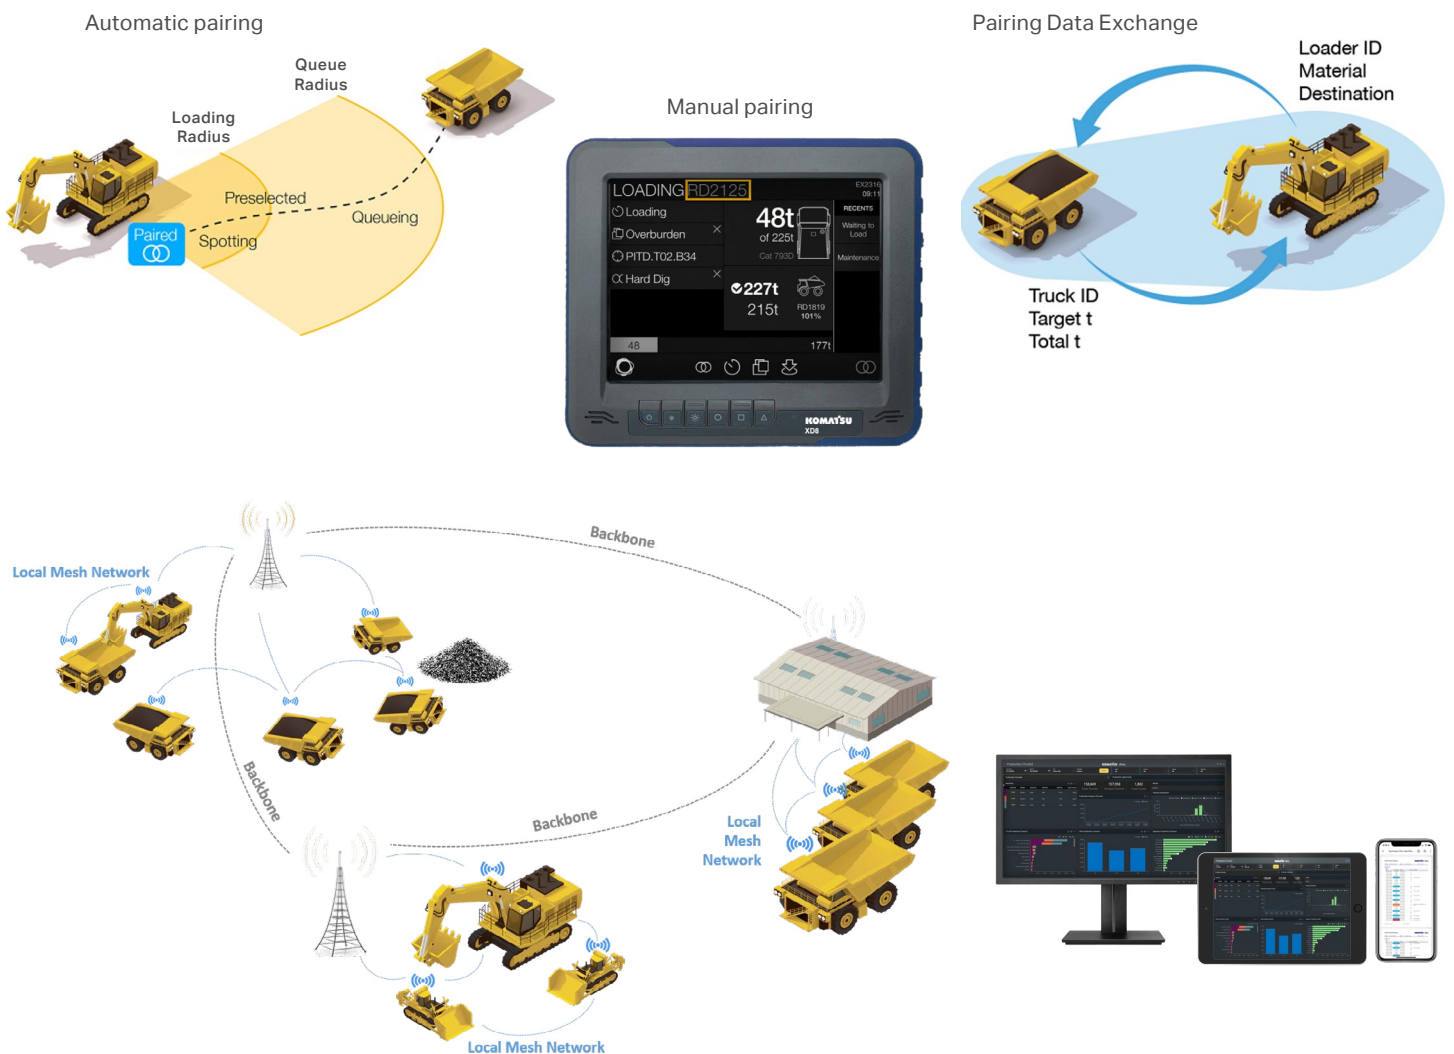 Automatic pairing
Queue
Radius
Loading
Radius
Preselected
Queueing
Spotting
Paired
Manual pairing
LOADING RD2125
EX2316
09:11
Loading
Overburden
PITD.T02.B34
Hard Dig
48t
of 225t
Cat 793D
227t
215t
RD1819
101%
RECENTS
Waiting to
Load
Maintenance
48
177t
KOMATSU
XD8
Pairing Data Exchange
Loader ID
Material
Destination
Truck ID
Target t
Total t
Local Mesh Network
Backbone
Backbone
Backbone
Local
Mesh
Network
Local Mesh Network
KOMATSU